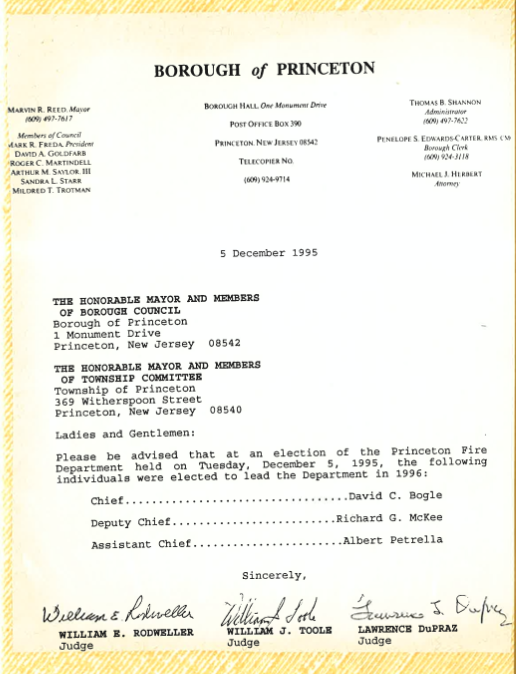 BOROUGH of PRINCETON
MARVIN R. REED, Mayor
(609) 497-7617
Members of Council
MARK R. FREDA, President
DAVID A. GOLDFARB
ROGER C. MARTINDELL
ARTHUR M. SAYLOR, III
SANDRA L. STARR
MILDRED T. TROTMAN
BOROUGH HALL, One Monument Drive
POST OFFICE BOX 390
PRINCETON, NEW JERSEY 08542
TELECOPIER NO.
(609) 924-9714
THOMAS B. SHANNON
Administrator
(609) 497-7622
PENELOPE S. EDWARDS-CARTER, RMS, CM
Borough Clerk
(609) 924-3118
MICHAEL J. HERBERT
Attorney
5 December 1995
THE HONORABLE MAYOR AND MEMBERS
OF BOROUGH COUNCIL
Borough of Princeton
1 Monument Drive
Princeton, New Jersey 08542
THE HONORABLE MAYOR AND MEMBERS
OF TOWNSHIP COMMITTEE
Township of Princeton
369 Witherspoon Street
Princeton, New Jersey 08540
Ladies and Gentlemen:
Please be advised that at an election of the Princeton Fire
Department held on Tuesday, December 5, 1995, the following
individuals were elected to lead the Department in 1996:
Chief..................................David C. Bogle
Deputy Chief.........................Richard G. McKee
Assistant Chief.......................Albert Petrella
Sincerely,
William E. Rodweller William J. Toole Lawrence J. DuPraz
WILLIAM E. RODWELLER WILLIAM J. TOOLE LAWRENCE DuPRAZ
Judge Judge Judge